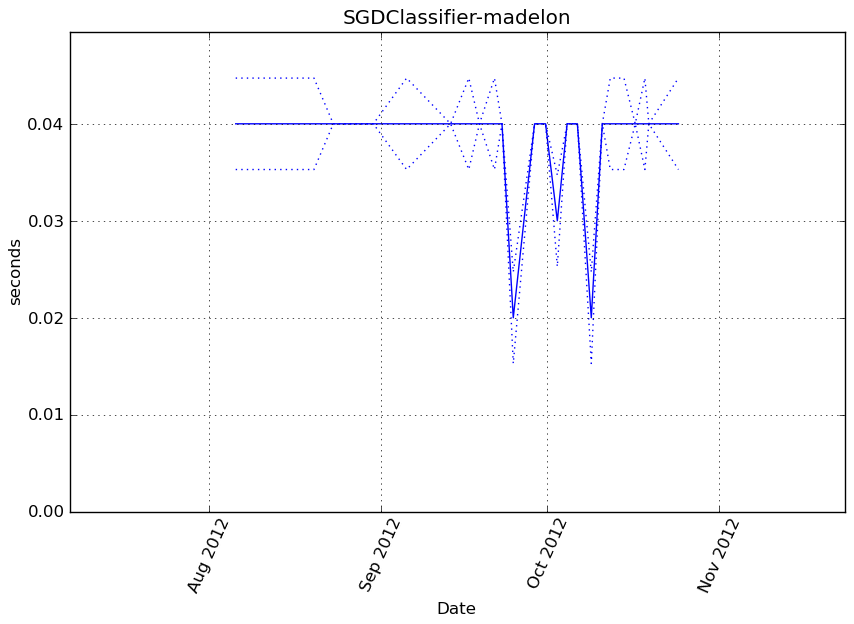 SGDClassifier-madelon
seconds
0.04
0.03
0.02
0.01
0.00
Aug 2012
Sep 2012
Oct 2012
Nov 2012
Date